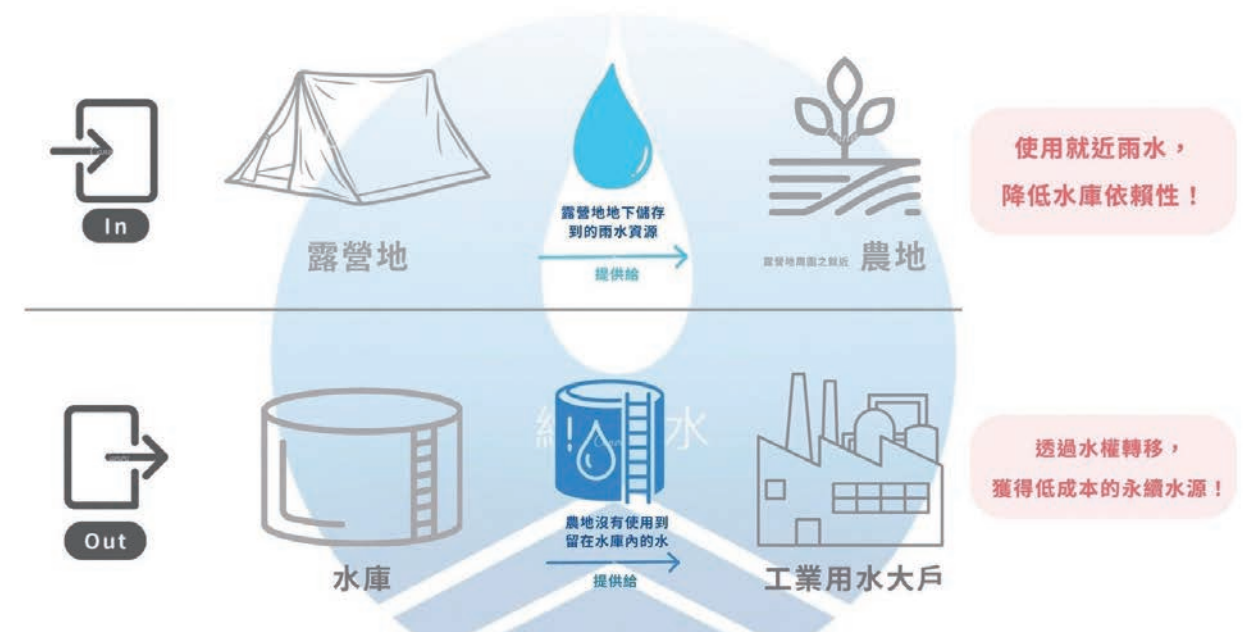 In
露營地
露營地地下儲存
到的雨水資源
提供給
露營地周圍之鄰近 農地
使用就近雨水，
降低水庫依賴性！
Out
水庫
水
農地沒有使用到
留在水庫內的水
提供給
工業用水大戶
透過水權轉移，
獲得低成本的永續水源！